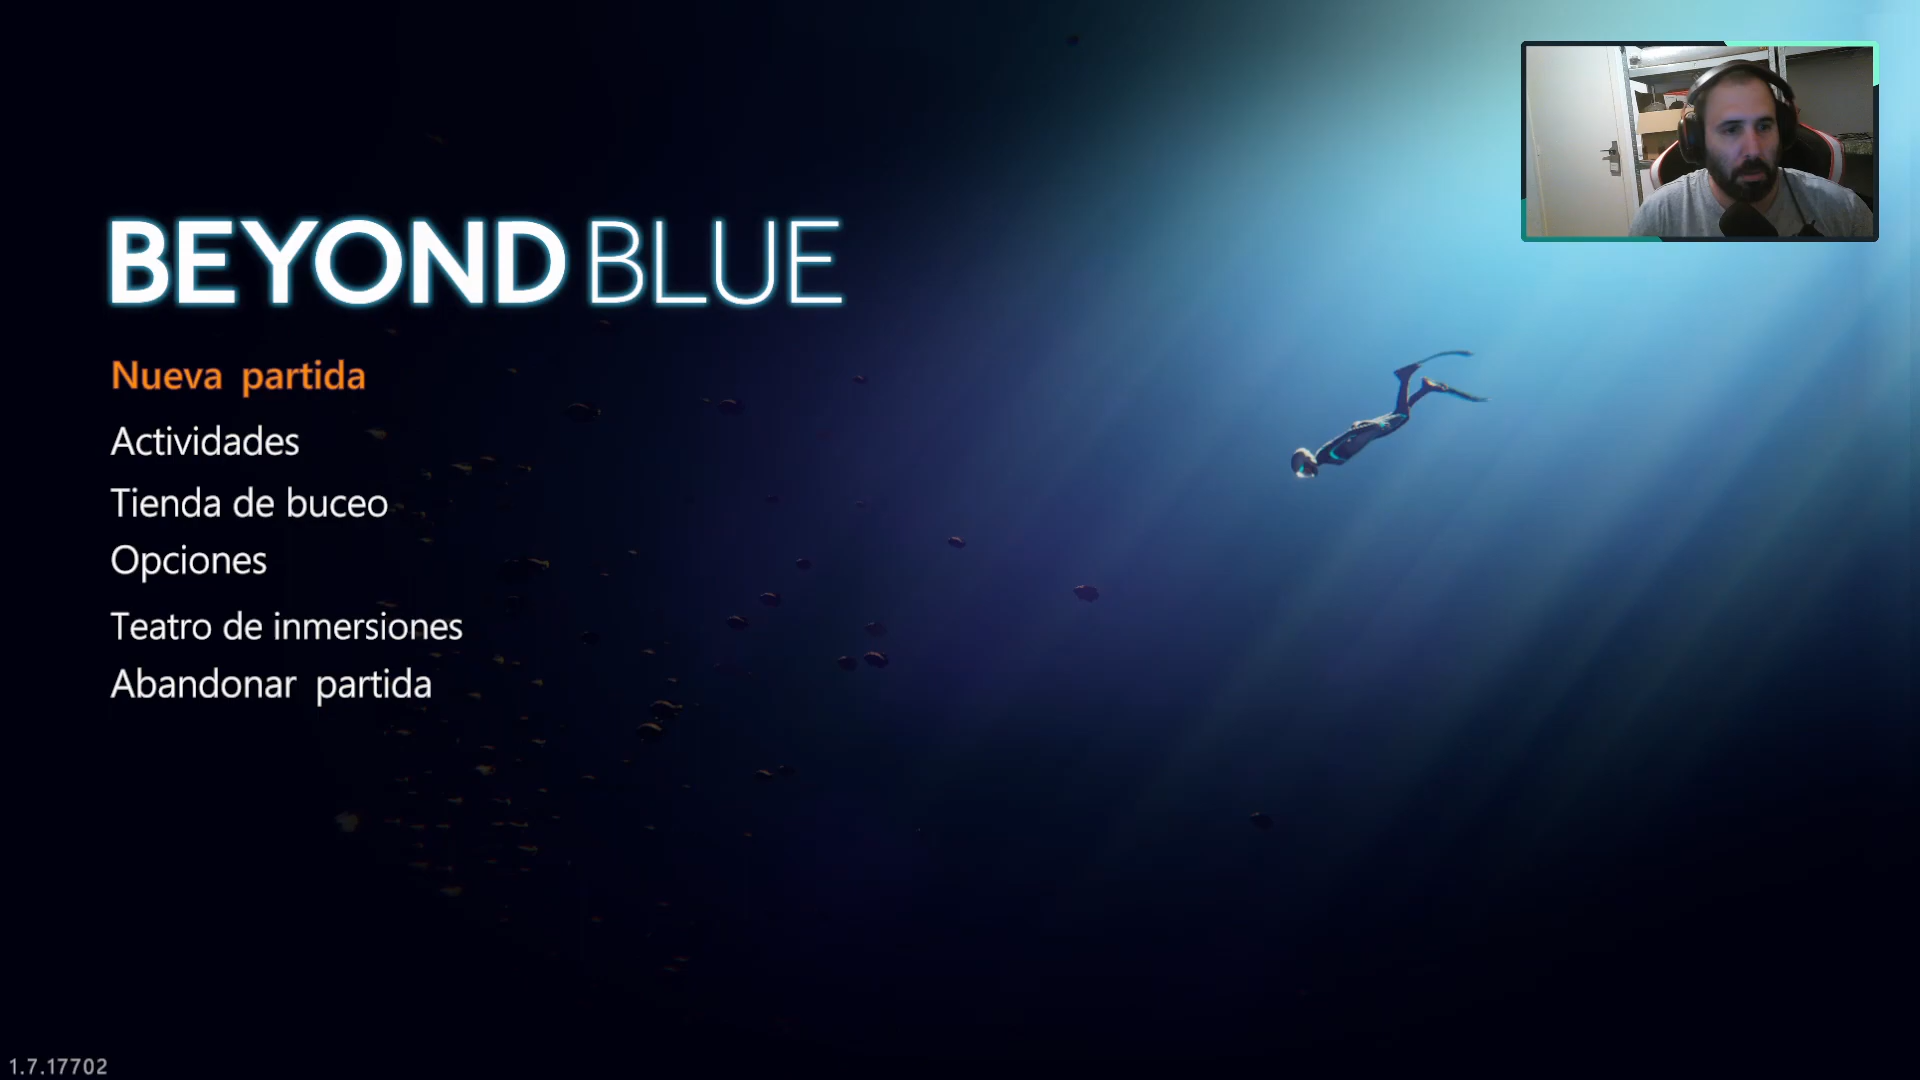 BEYOND BLUE
Nueva partida
Actividades
Tienda de buceo
Opciones
Teatro de inmersiones
Abandonar partida
1.7.17702